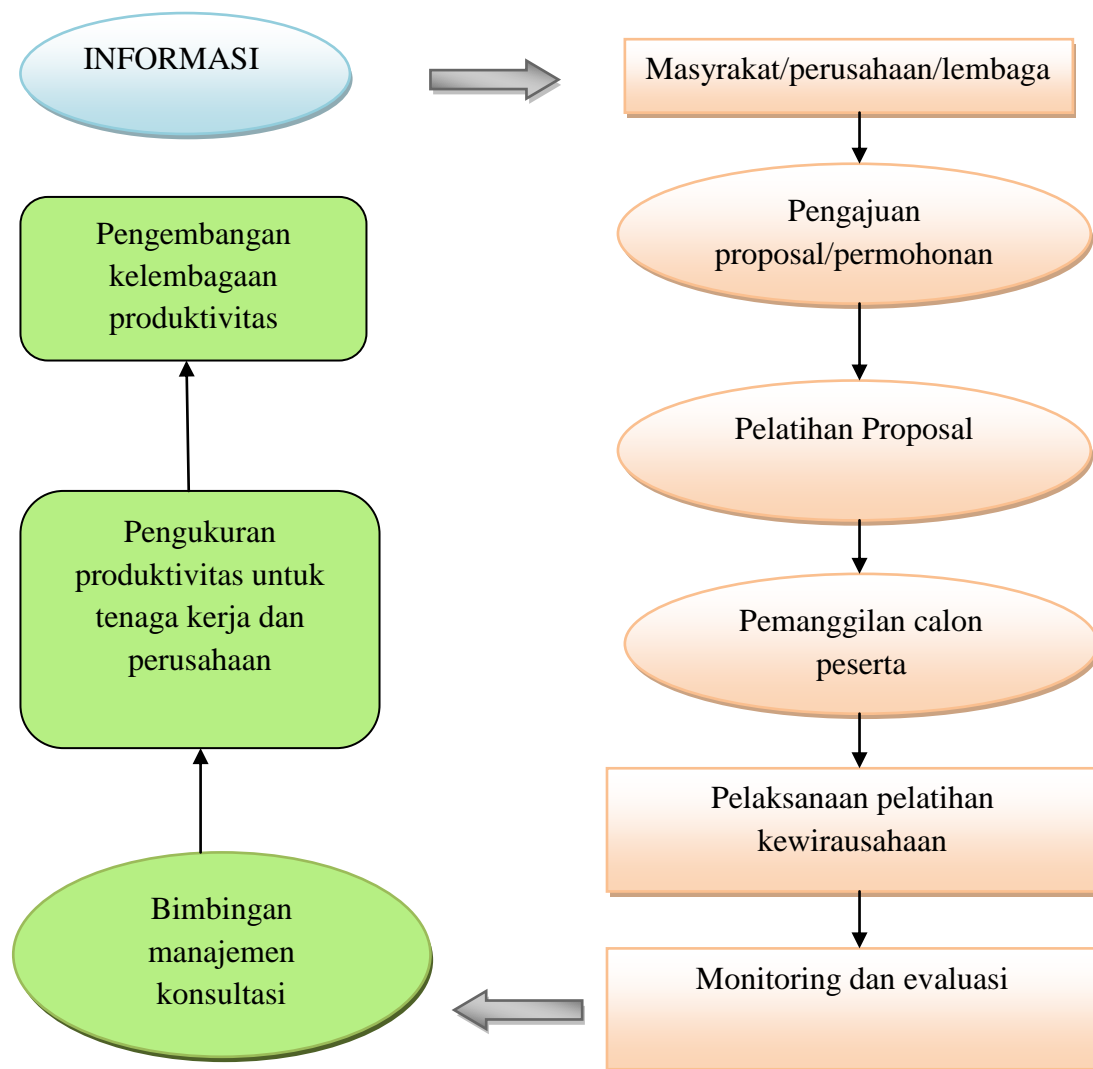 INFORMASI
Masyrakat/perusahaan/lembaga
Pengajuan
proposal/permohonan
Pelatihan Proposal
Pemanggilan calon
peserta
Pelaksanaan pelatihan
kewirausahaan
Monitoring dan evaluasi
Bimbingan
manajemen
konsultasi
Pengukuran
produktivitas untuk
tenaga kerja dan
perusahaan
Pengembangan
kelembagaan
produktivitas